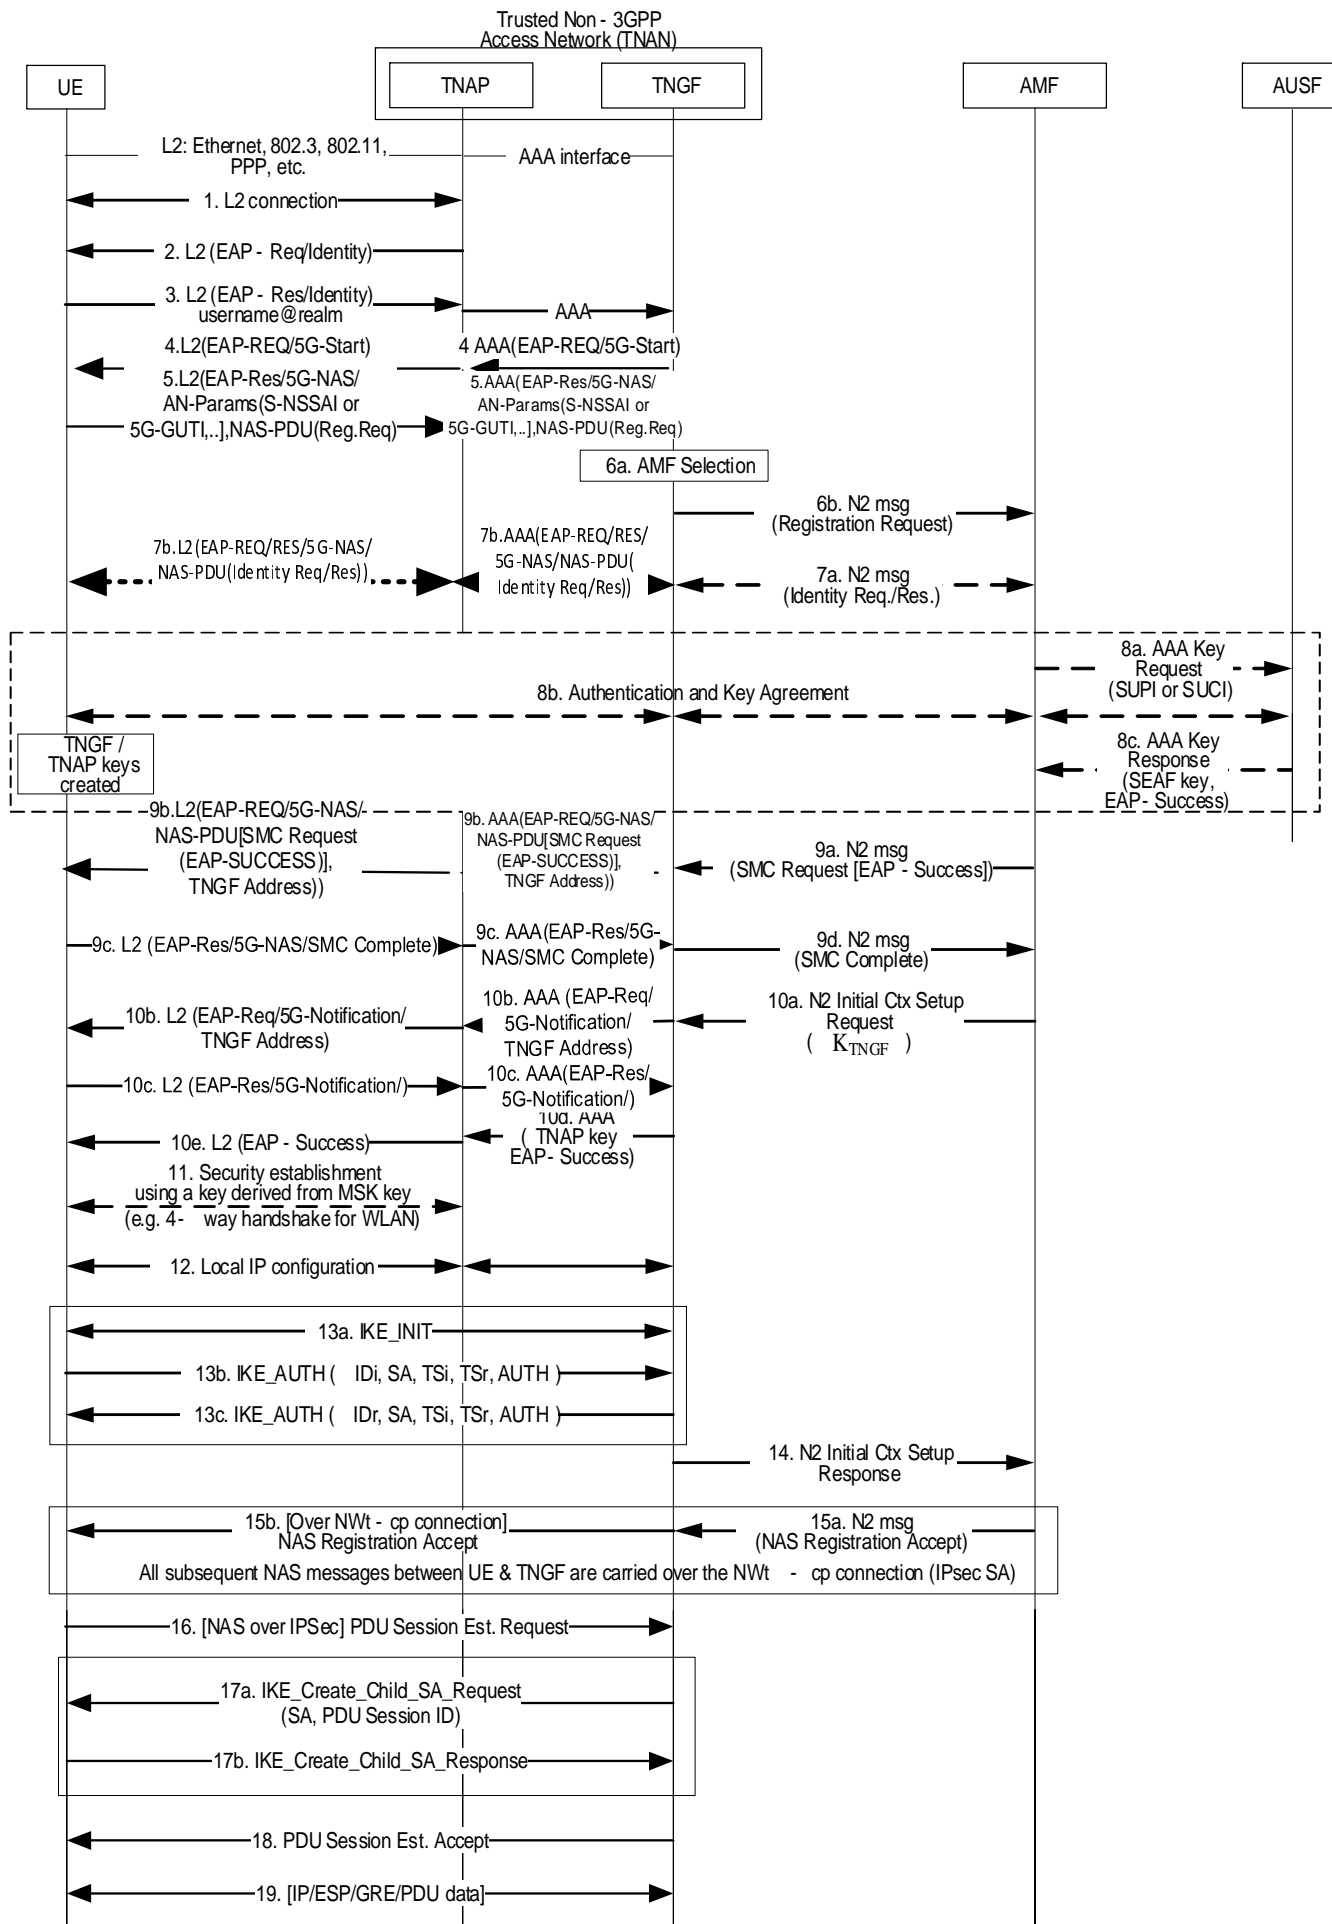 Trusted Non - 3GPP
Access Network (TNAN)
UE
TNAP
TNGF
AMF
AUSF
L2: Ethernet, 802.3, 802.11,
PPP, etc.
AAA interface
1. L2 connection
2. L2 (EAP - Req/Identity)
3. L2 (EAP - Res/Identity)
username@realm
AAA
4.L2(EAP-REQ/5G-Start)
4 AAA(EAP-REQ/5G-Start)
5.L2(EAP-Res/5G-NAS/
AN-Params(S-NSSAI or
5G-GUTI,..],NAS-PDU(Reg.Req)
5.AAA(EAP-Res/5G-NAS/
AN-Params(S-NSSAI or
5G-GUTI,..],NAS-PDU(Reg.Req)
6a. AMF Selection
6b. N2 msg
(Registration Request)
7b.L2(EAP-REQ/RES/5G-NAS/
NAS-PDU(Identity Req/Res))
7b.AAA(EAP-REQ/RES/
5G-NAS/NAS-PDU(
Identity Req/Res))
7a. N2 msg
(Identity Req./Res.)
8a. AAA Key
Request
(SUPI or SUCI)
8b. Authentication and Key Agreement
TNGF /
TNAP keys
created
8c. AAA Key
Response
(SEAF key,
EAP- Success)
9b.L2(EAP-REQ/5G-NAS/
NAS-PDU[SMC Request
(EAP-SUCCESS)],
TNGF Address))
9b. AAA(EAP-REQ/5G-NAS/
NAS-PDU[SMC Request
(EAP-SUCCESS)],
TNGF Address))
9a. N2 msg
(SMC Request [EAP - Success])
9c. L2 (EAP-Res/5G-NAS/SMC Complete)
9c. AAA(EAP-Res/5G-
NAS/SMC Complete)
9d. N2 msg
(SMC Complete)
10b. L2 (EAP-Req/5G-Notification/
TNGF Address)
10b. AAA (EAP-Req/
5G-Notification/
TNGF Address)
10a. N2 Initial Ctx Setup
Request
( KTNGF )
10c. L2 (EAP-Res/5G-Notification/)
10c. AAA(EAP-Res/
5G-Notification/)
10d. AAA
( TNAP key
EAP- Success)
10e. L2 (EAP - Success)
11. Security establishment
using a key derived from MSK key
(e.g. 4- way handshake for WLAN)
12. Local IP configuration
13a. IKE_INIT
13b. IKE_AUTH ( IDi, SA, TSi, TSr, AUTH )
13c. IKE_AUTH ( IDr, SA, TSi, TSr, AUTH )
14. N2 Initial Ctx Setup
Response
15b. [Over NWt - cp connection]
NAS Registration Accept
15a. N2 msg
(NAS Registration Accept)
All subsequent NAS messages between UE & TNGF are carried over the NWt - cp connection (IPsec SA)
16. [NAS over IPSec] PDU Session Est. Request
17a. IKE_Create_Child_SA_Request
(SA, PDU Session ID)
17b. IKE_Create_Child_SA_Response
18. PDU Session Est. Accept
19. [IP/ESP/GRE/PDU data]